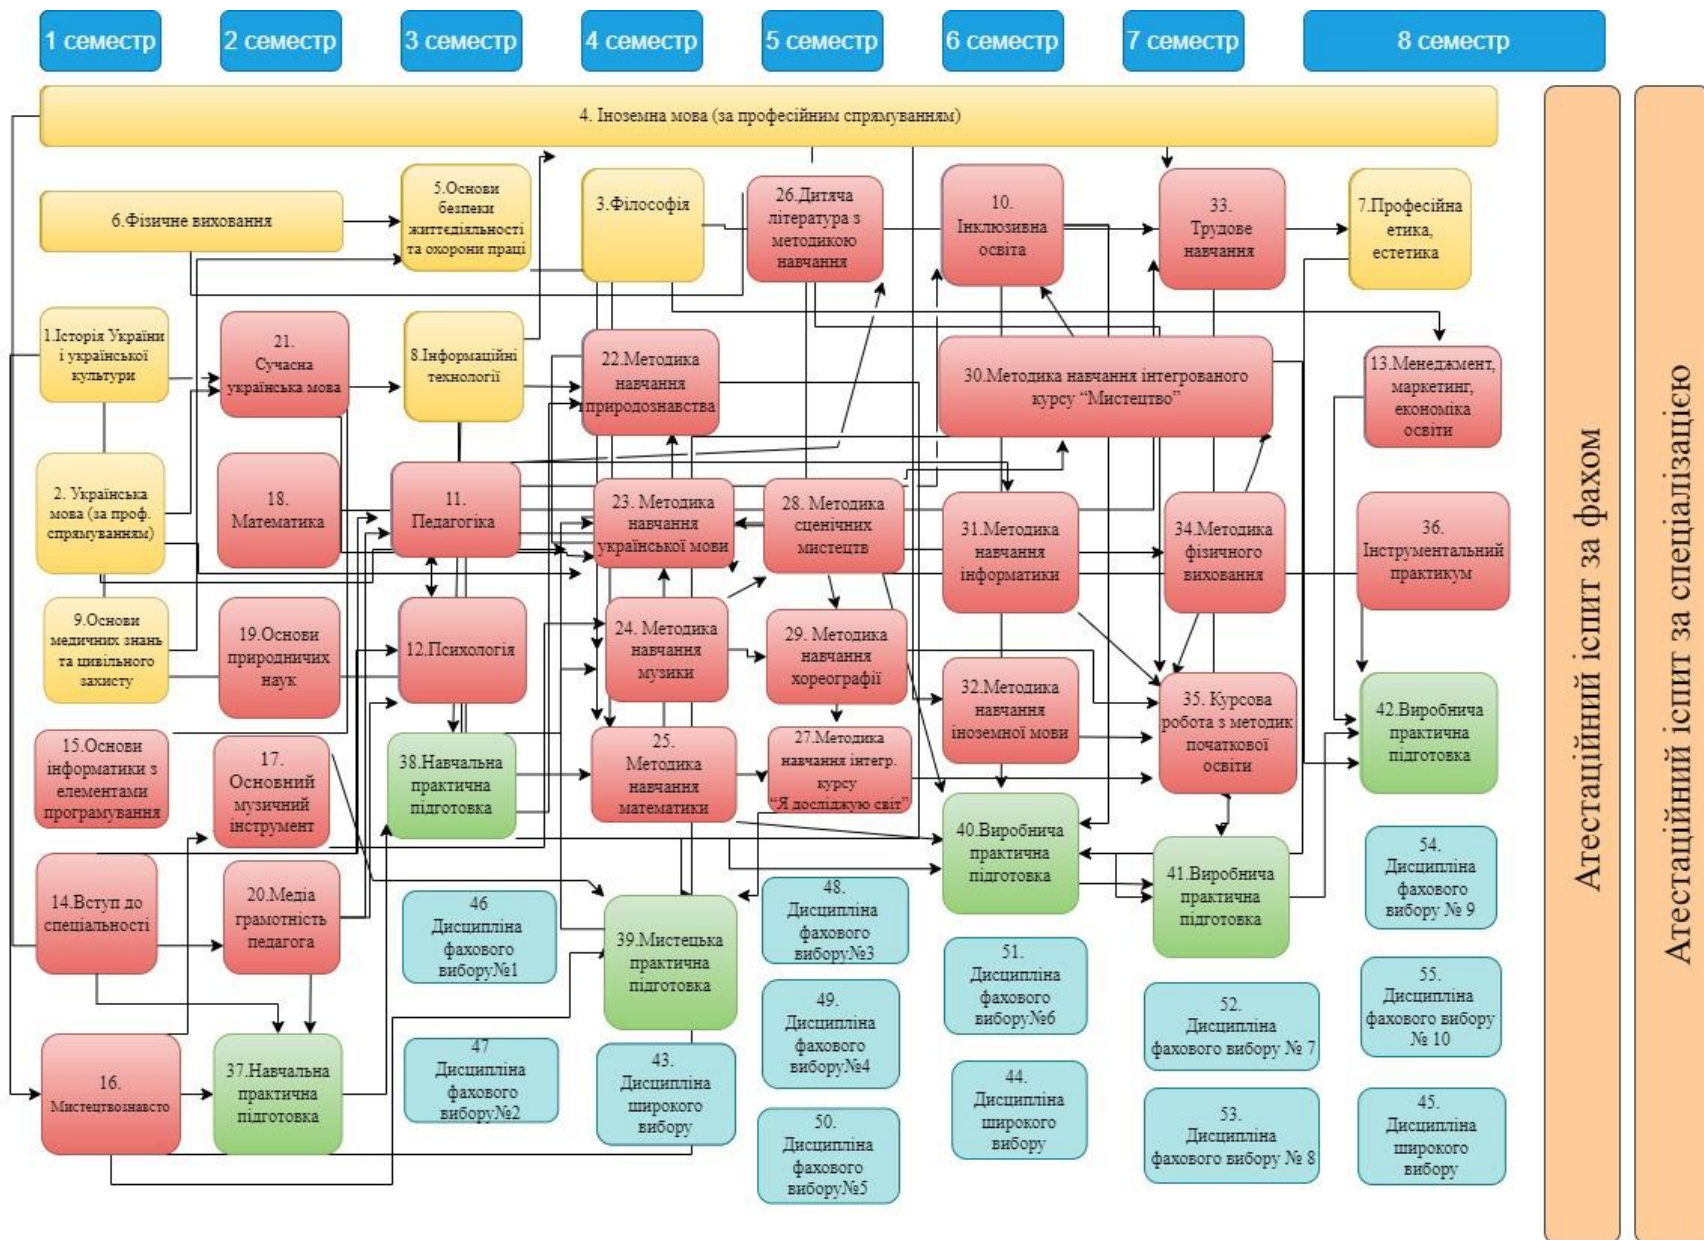 1 семестр
2 семестр
3 семестр
4 семестр
5 семестр
6 семестр
7 семестр
8 семестр
4. Іноземна мова (за професійним спрямуванням)
6.Фізичне виховання
5.Основи
безпеки
життєдіяльності
та охорони праці
3.Філософія
26.Дитяча
література з
методикою
навчання
10.
Інклюзивна
освіта
33.
Трудове
навчання
7.Професійна
етика,
естетика
1.Історія України
і української
культури
21.
Сучасна
українська мова
8.Інформаційні
технології
22.Методика
навчання
природознавства
30.Методика навчання інтегрованого
курсу “Мистецтво”
13.Менеджмент,
маркетинг,
економіка
освіти
2. Українська
мова (за проф.
спрямуванням)
18.
Математика
11.
Педагогіка
23. Методика
навчання
української мови
28. Методика
сценічних
мистецтв
31.Методика
навчання
інформатики
34.Методика
фізичного
виховання
36.
Інструментальний
практикум
9.Основи
медичних знань
та цивільного
захисту
19.Основи
природничих
наук
12.Психологія
24. Методика
навчання
музики
29. Методика
навчання
хореографії
32.Методика
навчання
іноземної мови
35. Курсова
робота з методик
початкової
освіти
42.Виробнича
практична
підготовка
15.Основи
інформатики з
елементами
програмування
17.
Основний
музичний
інструмент
38.Навчальна
практична
підготовка
25.
Методика
навчання
математики
27.Методика
навчання інтегр.
курсу
“Я досліджую світ”
40.Виробнича
практична
підготовка
41.Виробнича
практична
підготовка
54.
Дисципліна
фахового
вибору № 9
14.Вступ до
спеціальності
20.Медіа
грамотність
педагога
46
Дисципліна
фахового
вибору№1
39.Мистецька
практична
підготовка
48.
Дисципліна
фахового
вибору№3
51.
Дисципліна
фахового
вибору№6
52.
Дисципліна
фахового вибору № 7
55.
Дисципліна
фахового вибору
№ 10
16.
Мистецтвознавсто
37.Навчальна
практична
підготовка
47
Дисципліна
фахового
вибору№2
43.
Дисципліна
широкого
вибору
49.
Дисципліна
фахового
вибору№4
50.
Дисципліна
фахового
вибору№5
44.
Дисципліна
широкого
вибору
53.
Дисципліна
фахового вибору № 8
45.
Дисципліна
широкого
вибору
Атестаційний іспит за фахом
Атестаційний іспит за спеціалізацією